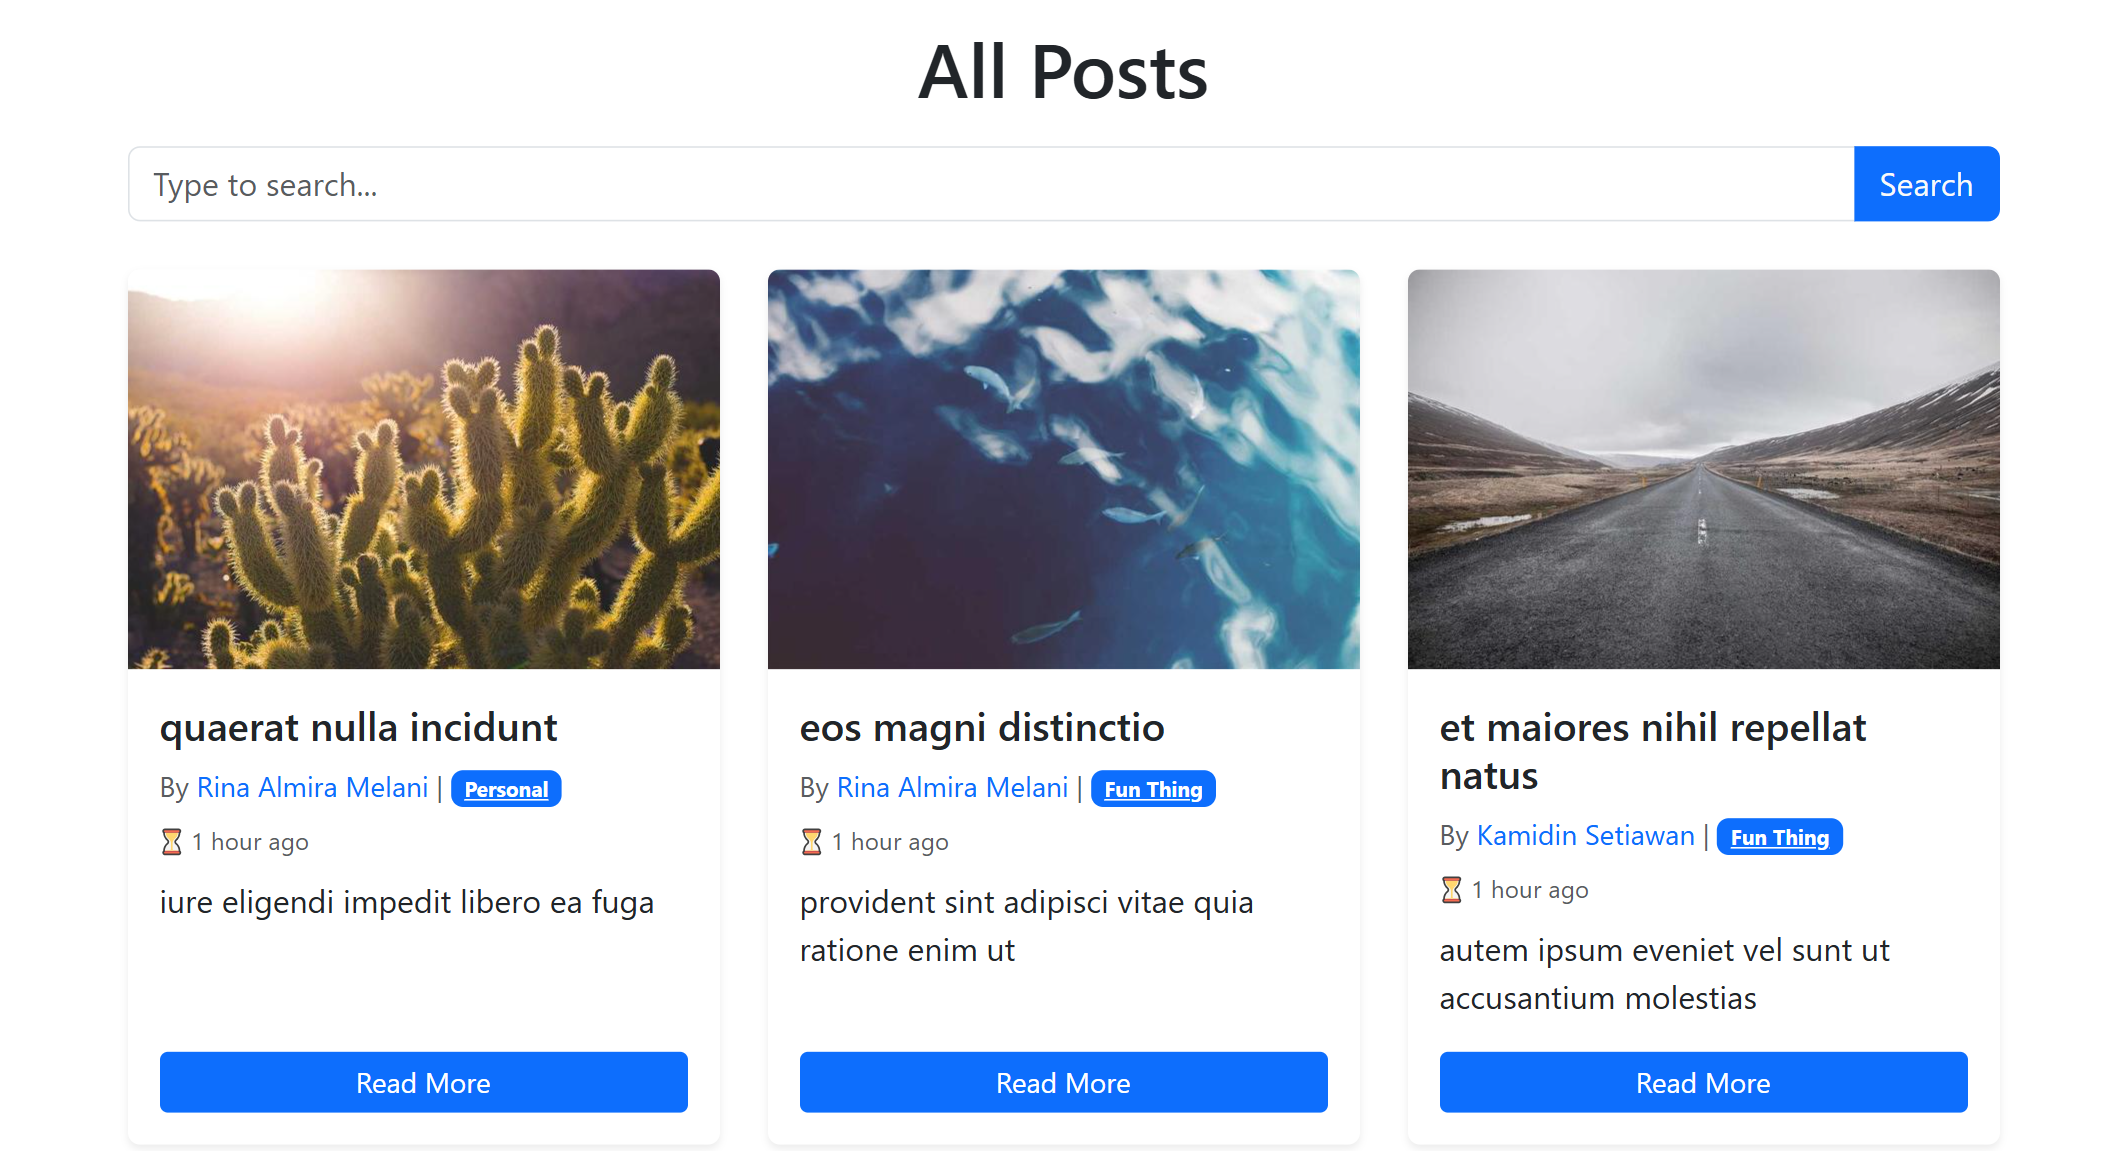 All Posts
Type to search...
Search
quaerat nulla incidunt
By Rina Almira Melani | Personal
⌛ 1 hour ago
iure eligendi impedit libero ea fuga
Read More
eos magni distinctio
By Rina Almira Melani | Fun Thing
⌛ 1 hour ago
provident sint adipisci vitae quia
ratione enim ut
Read More
et maiores nihil repellat
natus
By Kamidin Setiawan | Fun Thing
⌛ 1 hour ago
autem ipsum eveniet vel sunt ut
accusantium molestias
Read More